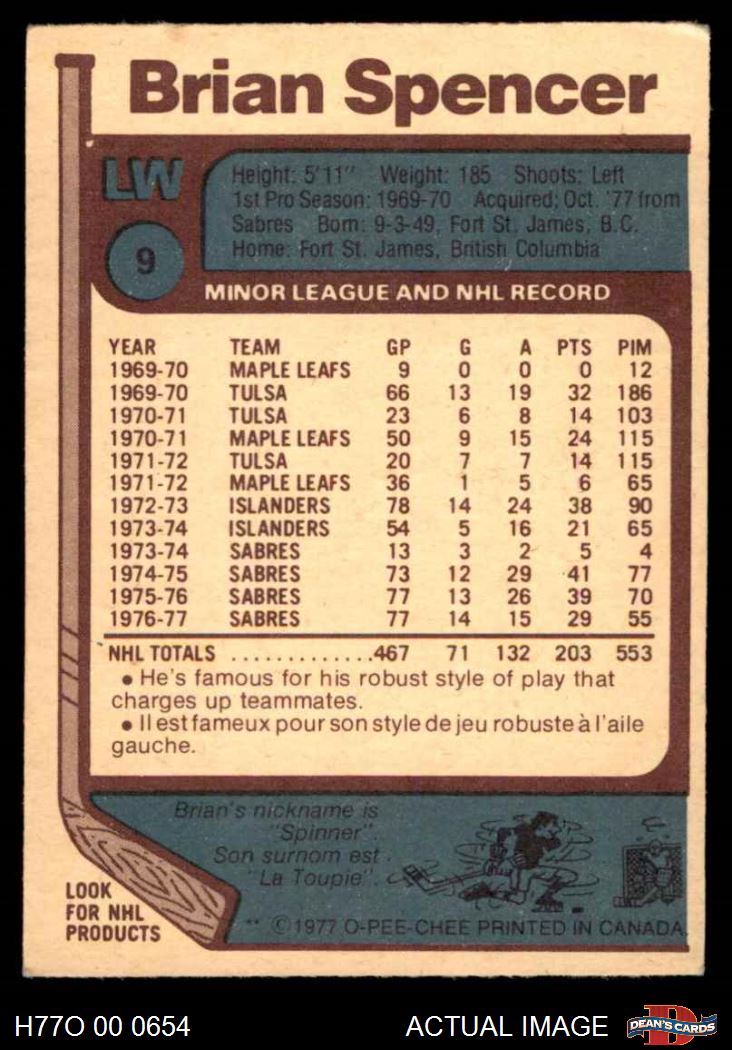 Brian Spencer
LW
9
Height: 5'11" Weight: 185 Shoots: Left
1st Pro Season: 1969-70 Acquired; Oct. '77 from
Sabres Born: 9-3-49, Fort St. James, B.C.
Home: Fort St. James, British Columbia
MINOR LEAGUE AND NHL RECORD
YEAR TEAM GP G A PTS PIM
1969-70 MAPLE LEAFS 9 0 0 0 12
1969-70 TULSA 66 13 19 32 186
1970-71 TULSA 23 6 8 14 103
1970-71 MAPLE LEAFS 50 9 15 24 115
1971-72 TULSA 20 7 7 14 115
1971-72 MAPLE LEAFS 36 1 5 6 65
1972-73 ISLANDERS 78 14 24 38 90
1973-74 ISLANDERS 54 5 16 21 65
1973-74 SABRES 13 3 2 5 4
1974-75 SABRES 73 12 29 41 77
1975-76 SABRES 77 13 26 39 70
1976-77 SABRES 77 14 15 29 55
NHL TOTALS .............467 71 132 203 553
• He's famous for his robust style of play that
charges up teammates.
• Il est fameux pour son style de jeu robuste à l'aile
gauche.
Brian's nickname is
"Spinner".
Son surnom est
"La Toupie".
LOOK
FOR NHL
PRODUCTS
** ©1977 O-PEE-CHEE PRINTED IN CANADA
H77O 00 0654
ACTUAL IMAGE
D
DEAN'S CARDS